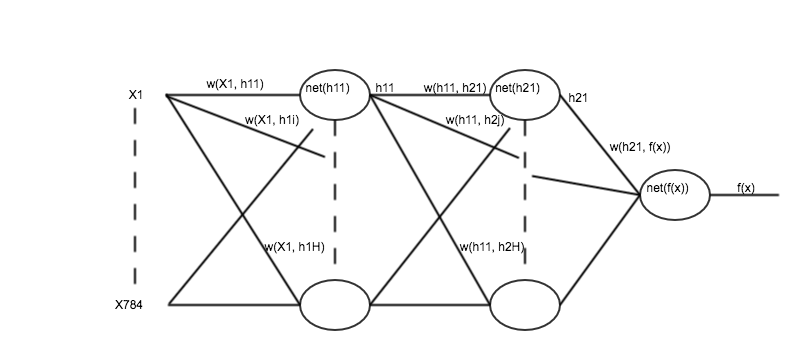 w(X1, h11)
net(h11)
h11
w(h11, h21)
net(h21)
X1
h21
w(X1, h1i)
w(h11, h2j)
w(h21, f(x))
net(f(x))
f(x)
w(X1, h1H)
w(h11, h2H)
X784